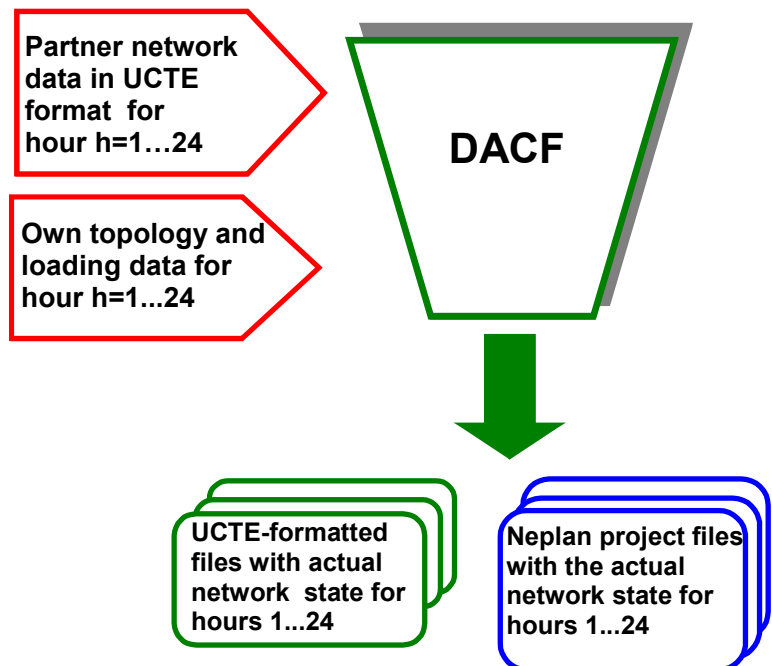 Partner network
data in UCTE
format for
hour h=1…24
DACF
Own topology and
loading data for
hour h=1...24
UCTE-formatted
files with actual
network state for
hours 1...24
Neplan project files
with the actual
network state for
hours 1...24